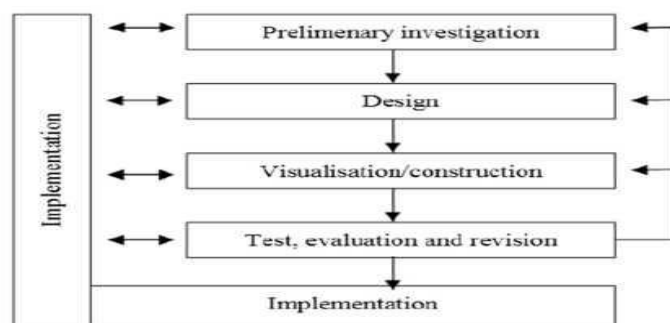 Prelimenary investigation
Design
Visualisation/construction
Test, evaluation and revision
Implementation
Implementation